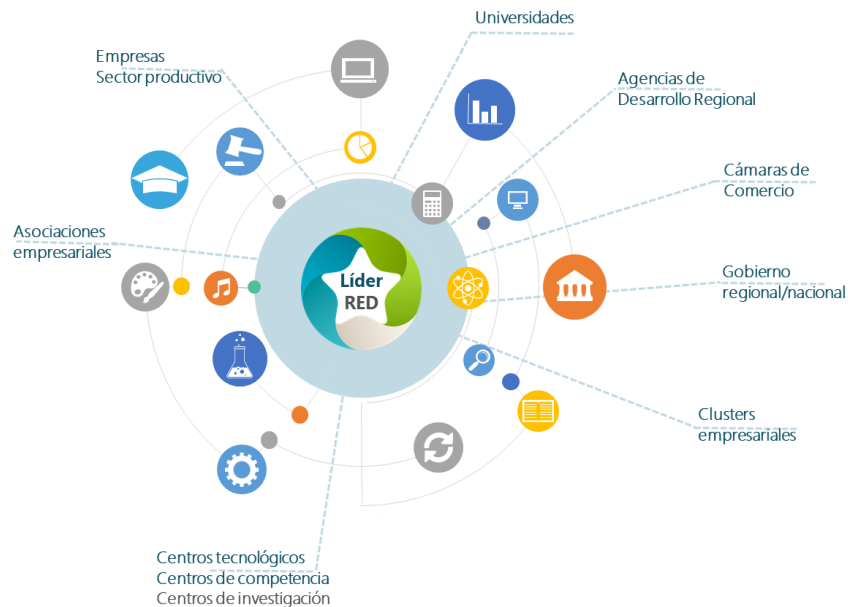 Universidades
Empresas
Sector productivo
Agencias de
Desarrollo Regional
Cámaras de
Comercio
Asociaciones
empresariales
Líder
RED
Gobierno
regional/nacional
Clusters
empresariales
Centros tecnológicos
Centros de competencia
Centros de investigación